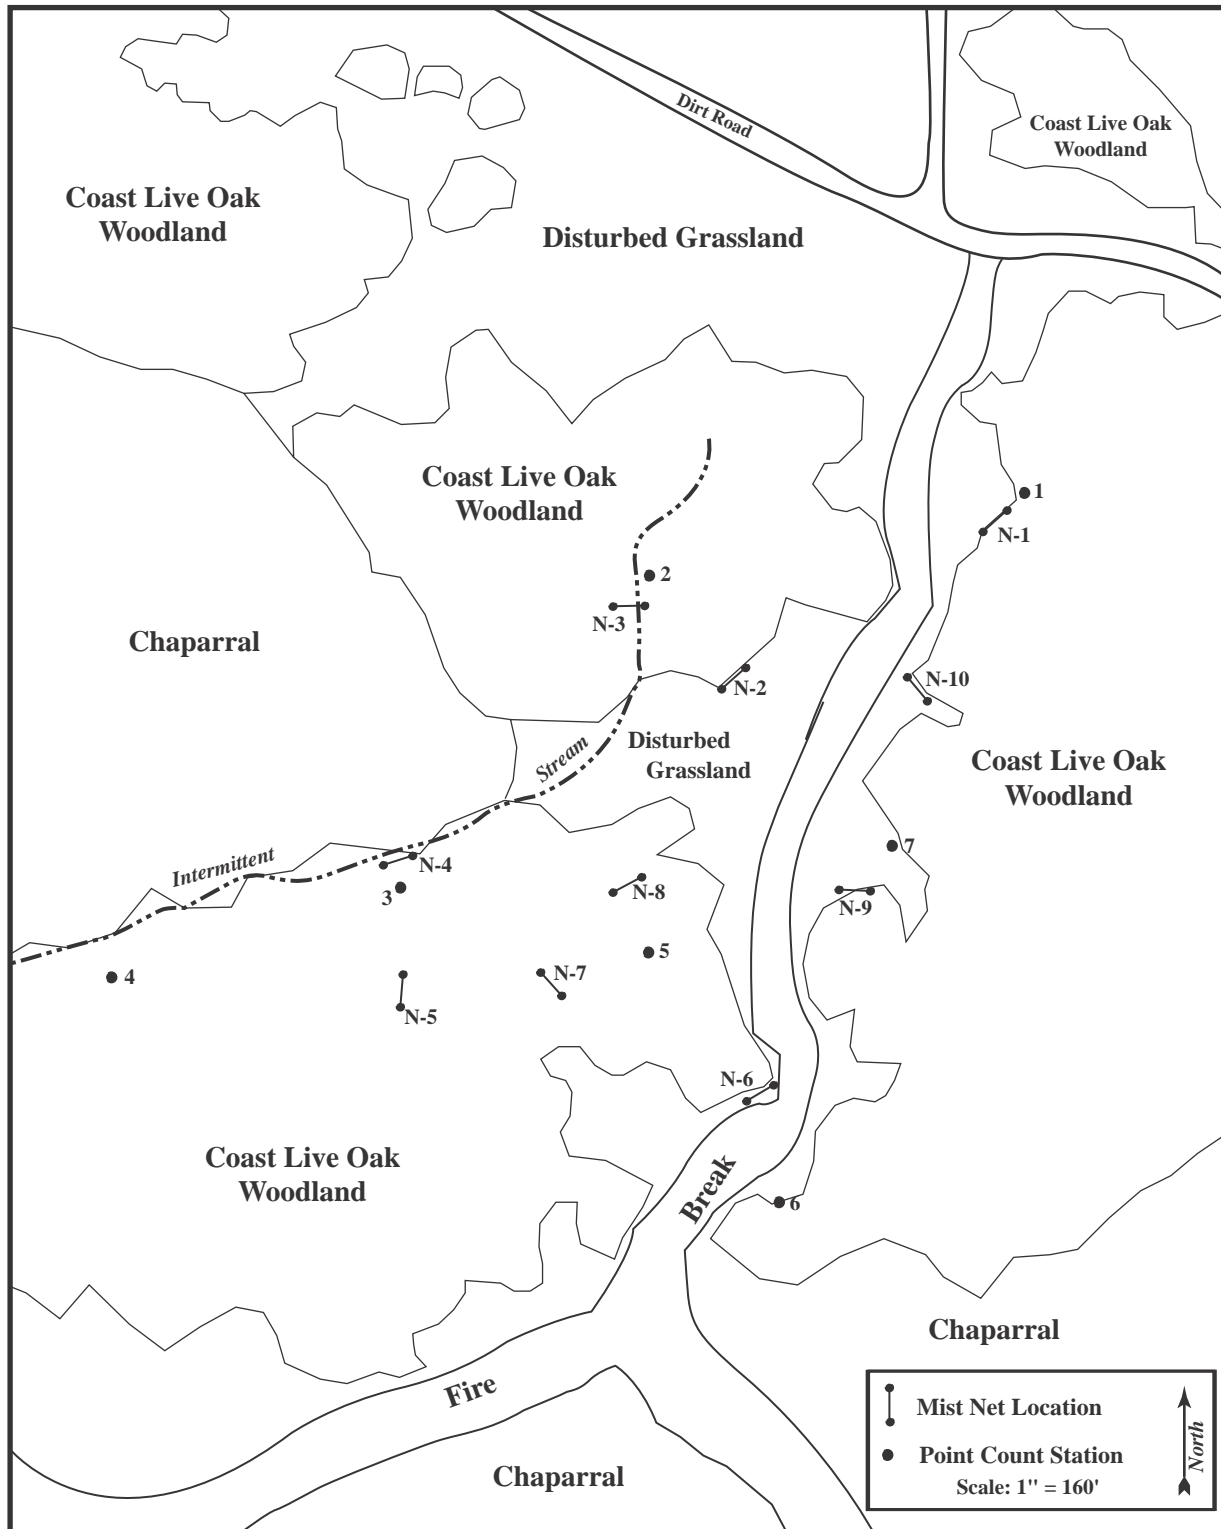 Dirt Road
Coast Live Oak
Woodland
Coast Live Oak
Woodland
Disturbed Grassland
Coast Live Oak
Woodland
1
N-1
2
N-3
Chaparral
N-2
N-10
Disturbed
Grassland
Stream
Coast Live Oak
Woodland
Intermittent
N-4
3
7
N-8
N-9
5
4
N-7
N-5
N-6
Coast Live Oak
Woodland
Break
6
Chaparral
Fire
Chaparral
Mist Net Location
Point Count Station
Scale: 1" = 160'
North